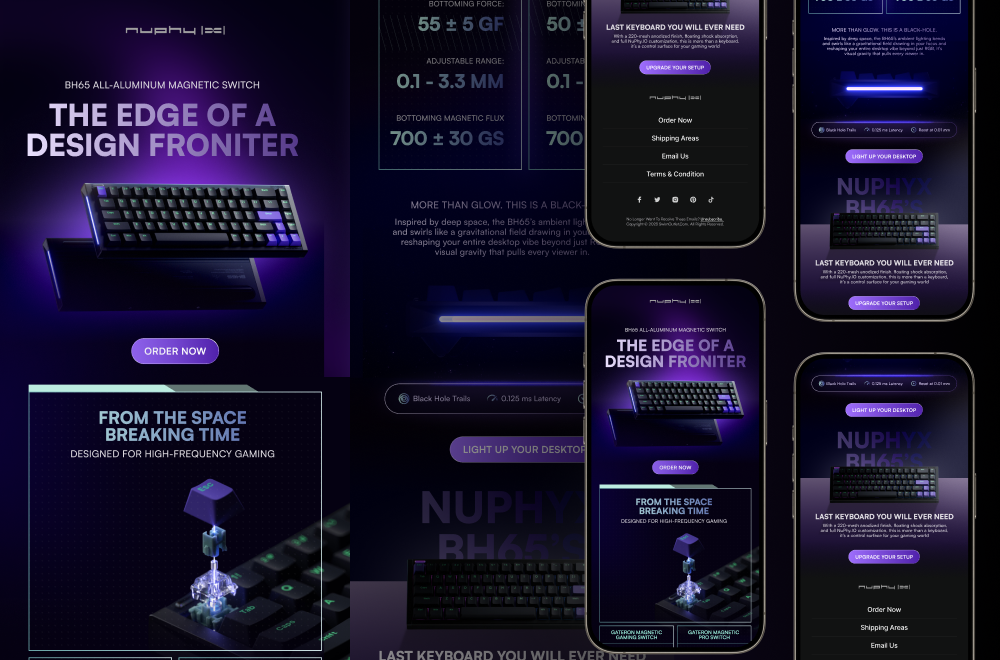 nuphy
BH65 ALL-ALUMINUM MAGNETIC SWITCH
THE EDGE OF A
DESIGN FRONITER
ORDER NOW
FROM THE SPACE
BREAKING TIME
DESIGNED FOR HIGH-FREQUENCY GAMING
ESC
Tab
Caps
Shift
A
BOTTOMING FORCE:
55 ± 5 GF
ADJUSTABLE RANGE:
0.1 - 3.3 MM
BOTTOMING MAGNETIC FLUX
700 ± 30 GS
BOTTOMIN
50 ±
ADJUSTAB
0.1 -
BOTTOMIN
700
MORE THAN GLOW. THIS IS A BLACK-
Inspired by deep space, the BH65's ambient ligh
and swirls like a gravitational field drawing in you
reshaping your entire desktop vibe beyond just R
visual gravity that pulls every viewer in.
Black Hole Trails
0.125 ms Latency
LIGHT UP YOUR DESKTOP
NUPHYX
BH65'S
LAST KEYBOARD YOU WILL EVER NEED
LAST KEYBOARD YOU WILL EVER NEED
With a 220-mesh anodized finish, floating shock absorption,
and full NuPhy.IO customization, this is more than a keyboard,
it's a control surface for your gaming world
UPGRADE YOUR SETUP
nuphy
Order Now
Shipping Areas
Email Us
Terms & Condition
No Longer Want To Receive These Emails? Unsubscribe.
nuphy
BH65 ALL-ALUMINUM MAGNETIC SWITCH
THE EDGE OF A
DESIGN FRONITER
ORDER NOW
FROM THE SPACE
BREAKING TIME
DESIGNED FOR HIGH-FREQUENCY GAMING
GATERON MAGNETIC
GAMING SWITCH
GATERON MAGNETIC
PRO SWITCH
MORE THAN GLOW. THIS IS A BLACK-HOLE.
Inspired by deep space, the BH65's ambient lighting bends
and swirls like a gravitational field drawing in your focus and
reshaping your entire desktop vibe beyond just RGB, it's
visual gravity that pulls every viewer in.
Black Hole Trails
0.125 ms Latency
Reset at 0.01 mm
LIGHT UP YOUR DESKTOP
NUPHYX
BH65'S
LAST KEYBOARD YOU WILL EVER NEED
With a 220-mesh anodized finish, floating shock absorption,
and full NuPhy.IO customization, this is more than a keyboard,
it's a control surface for your gaming world
UPGRADE YOUR SETUP
Black Hole Trails
0.125 ms Latency
Reset at 0.01 mm
LIGHT UP YOUR DESKTOP
NUPHYX
BH65'S
LAST KEYBOARD YOU WILL EVER NEED
With a 220-mesh anodized finish, floating shock absorption,
and full NuPhy.IO customization, this is more than a keyboard,
it's a control surface for your gaming world
UPGRADE YOUR SETUP
nuphy
Order Now
Shipping Areas
Email Us